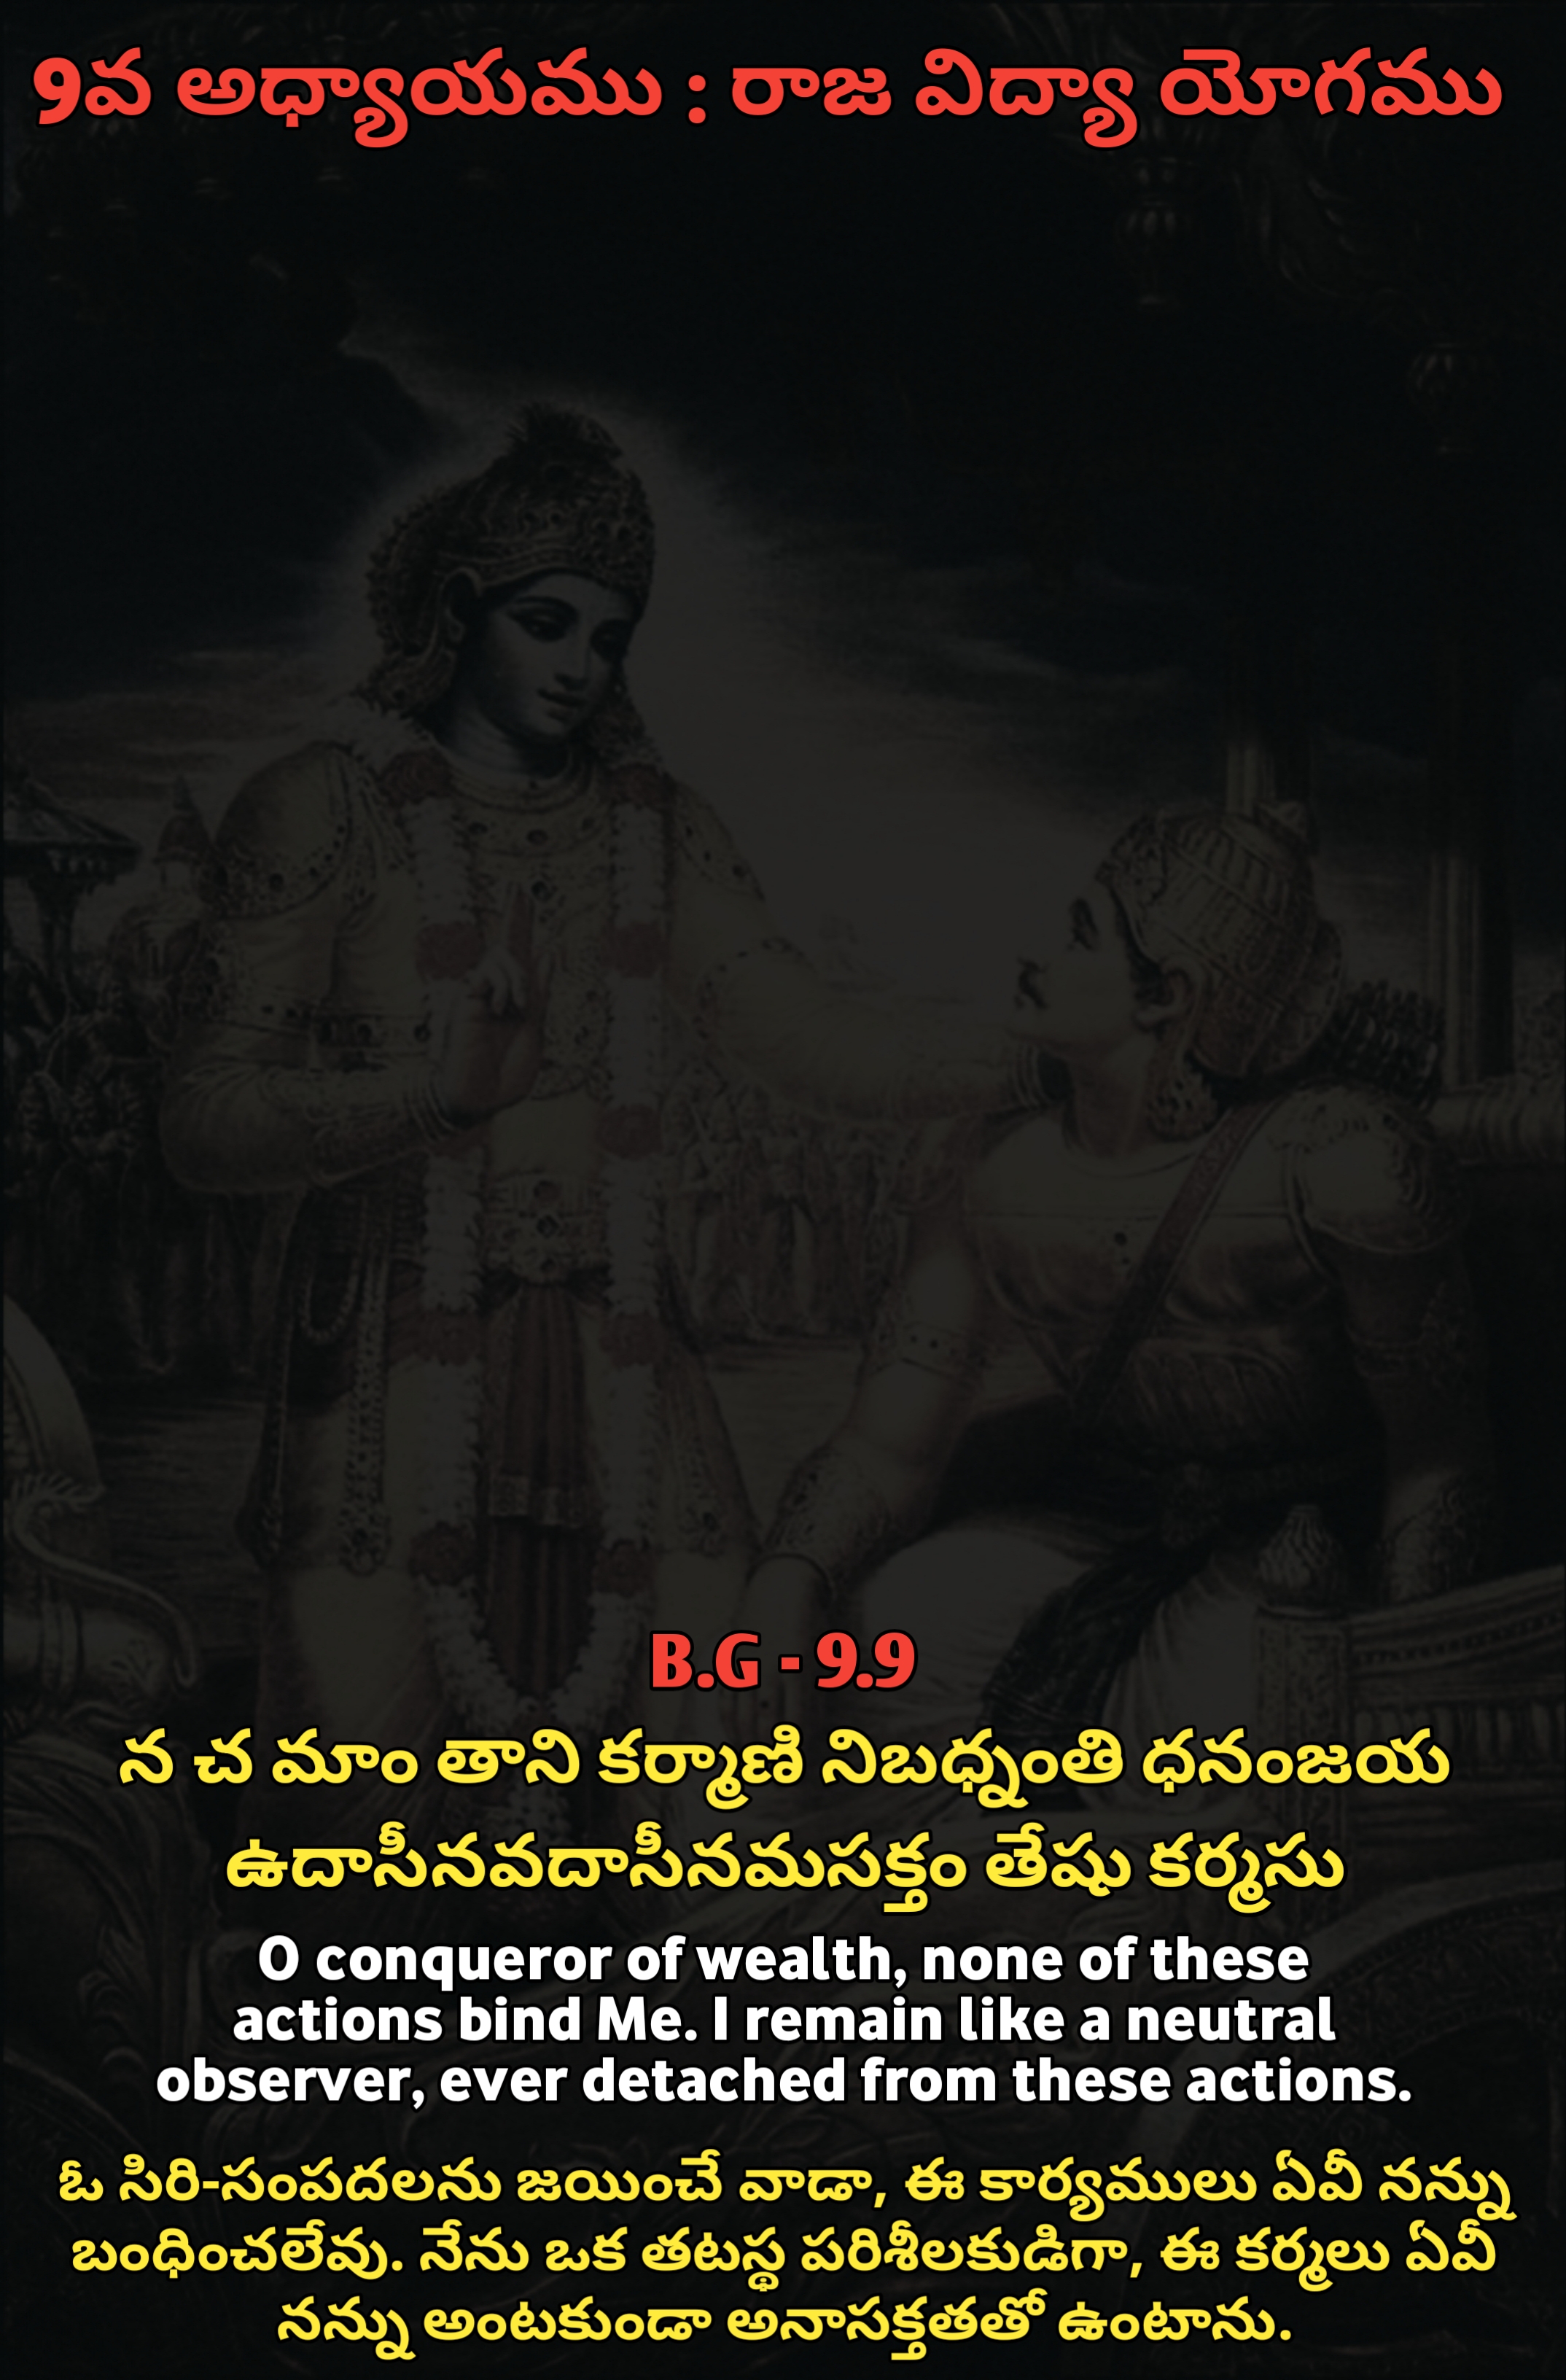 9వ అధ్యాయము : రాజ విద్యా యోగము
B.G - 9.9
న చ మాం తాని కర్మాణి నిబధ్నంతి ధనంజయ
ఉదాసీనవదాసీనమసక్తం తేషు కర్మసు
O conqueror of wealth, none of these
actions bind Me. I remain like a neutral
observer, ever detached from these actions.
ఓ సిరి-సంపదలను జయించే వాడా, ఈ కార్యములు ఏవీ నన్ను
బంధించలేవు. నేను ఒక తటస్థ పరిశీలకుడిగా, ఈ కర్మలు ఏవీ
నన్ను అంటకుండా అనాసక్తతతో ఉంటాను.